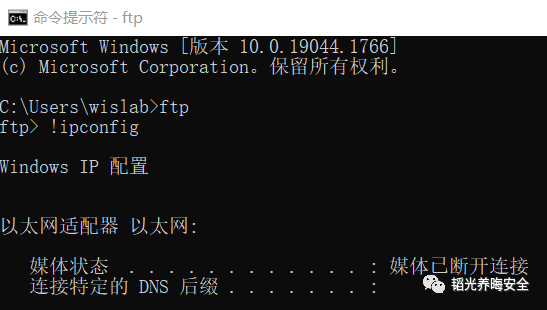 命令提示符 - ftp
Microsoft Windows [版本 10.0.19044.1766]
(c) Microsoft Corporation。保留所有权利。
C:\Users\wislab>ftp
ftp> !ipconfig
Windows IP 配置
以太网适配器 以太网:
媒体状态 . . . . . . . . . . . . : 媒体已断开连接
连接特定的 DNS 后缀 . . . . . . . :
韬光养晦安全